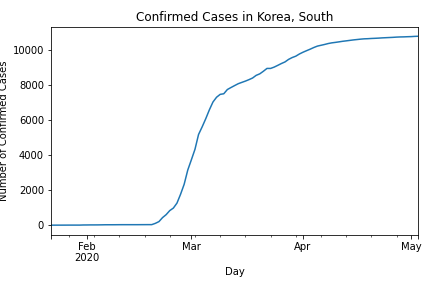 Confirmed Cases in Korea, South
Number of Confirmed Cases
10000
8000
6000
4000
2000
0
Feb
2020
Mar
Apr
May
Day